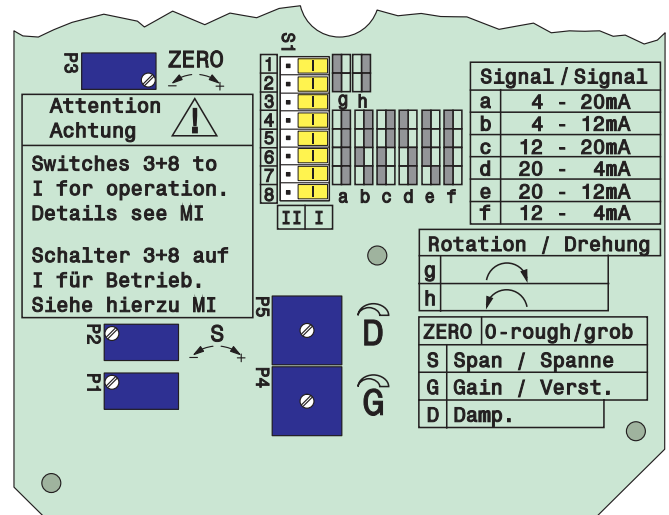 P3
ZERO
- +
Attention
Achtung
!
Switches 3+8 to
I for operation.
Details see MI
Schalter 3+8 auf
I für Betrieb.
Siehe hierzu MI
S1
1
2
3
4
5
6
7
8
II I
g h
a b c d e f
Signal / Signal
a 4 - 20mA
b 4 - 12mA
c 12 - 20mA
d 20 - 4mA
e 20 - 12mA
f 12 - 4mA
Rotation / Drehung
g
h
ZERO 0-rough/grob
S Span / Spanne
G Gain / Verst.
D Damp.
P2
S
- +
P1
P5
D
P4
G